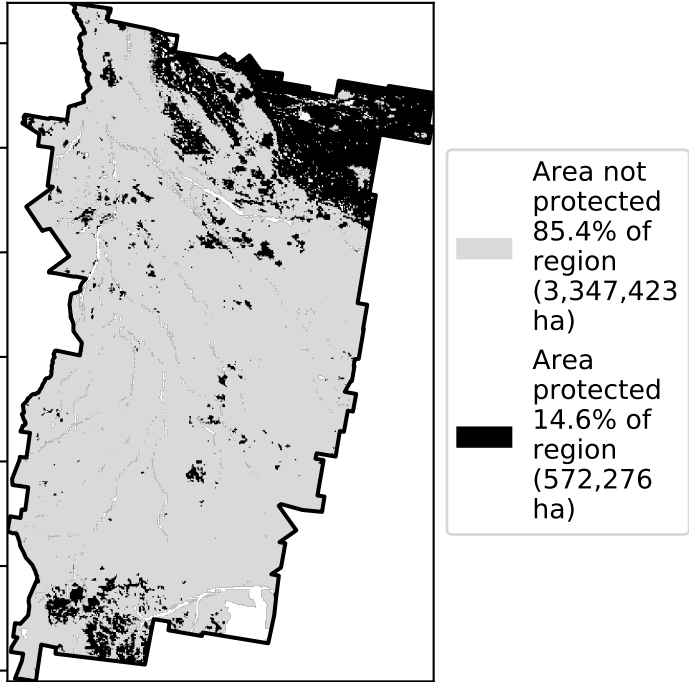 Area not
protected
85.4% of
region
(3,347,423
ha)
Area
protected
14.6% of
region
(572,276
ha)